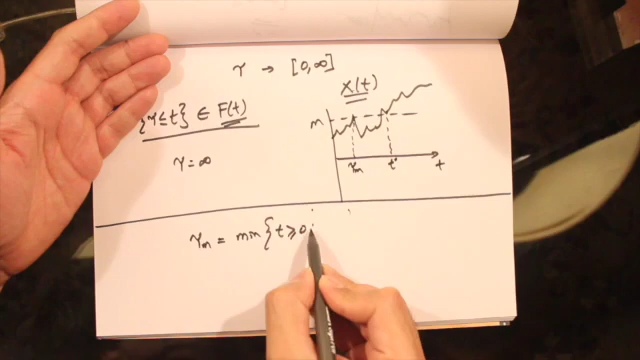 τ → [0,∞]
{τ≤t} ∈ F(t)
X(t)
m
τ=∞
τm t° t
τm = min{t≥0;